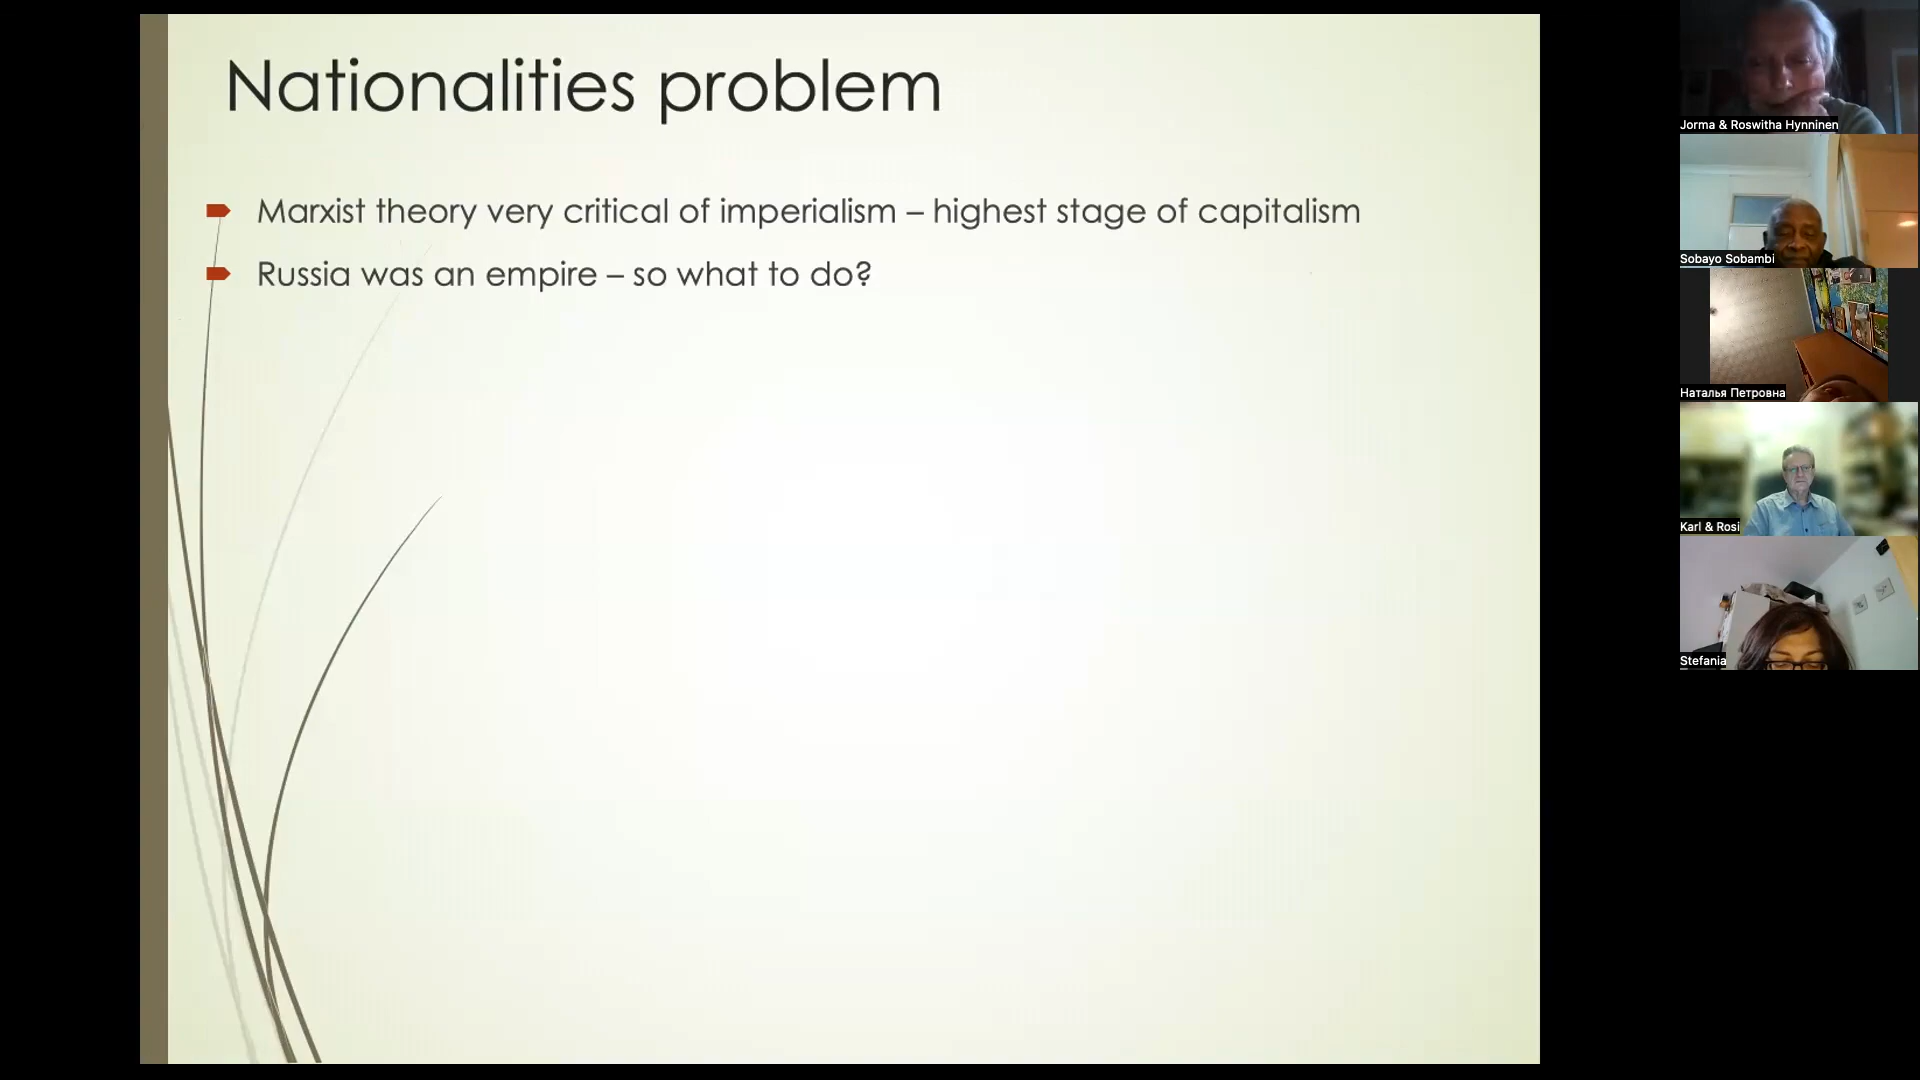 Nationalities problem
Marxist theory very critical of imperialism – highest stage of capitalism
Russia was an empire – so what to do?
Jorma & Roswitha Hynninen
Sobayo Sobambi
Наталья Петровна
Karl & Rosi
Stefania